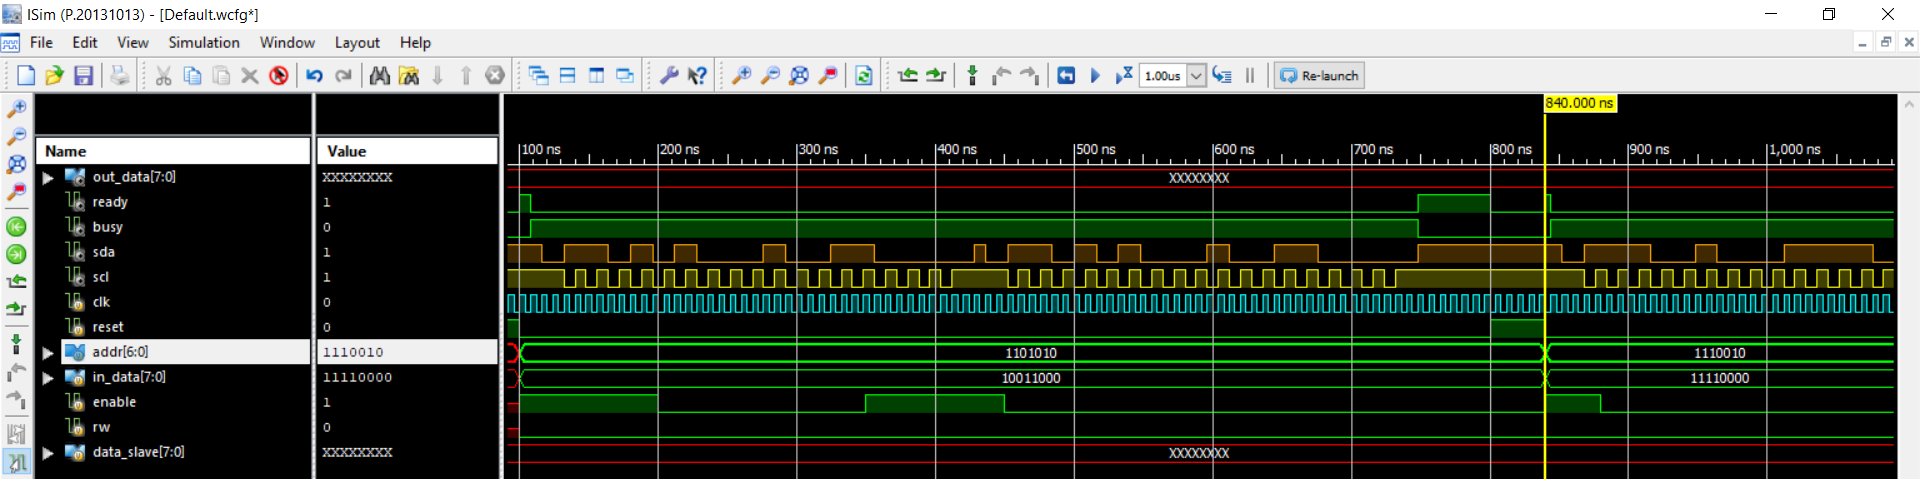 ISim (P.20131013) - [Default.wcfg*]
File Edit View Simulation Window Layout Help
1.00us Re-launch
840.000 ns
Name Value 100 ns 200 ns 300 ns 400 ns 500 ns 600 ns 700 ns 800 ns 900 ns 1,000 ns
out_data[7:0] XXXXXXXX XXXXXXXX
ready 1
busy 0
sda 1
scl 1
clk 0
reset 0
addr[6:0] 1110010 1101010 1110010
in_data[7:0] 11110000 10011000 11110000
enable 1
rw 0
data_slave[7:0] XXXXXXXX XXXXXXXX